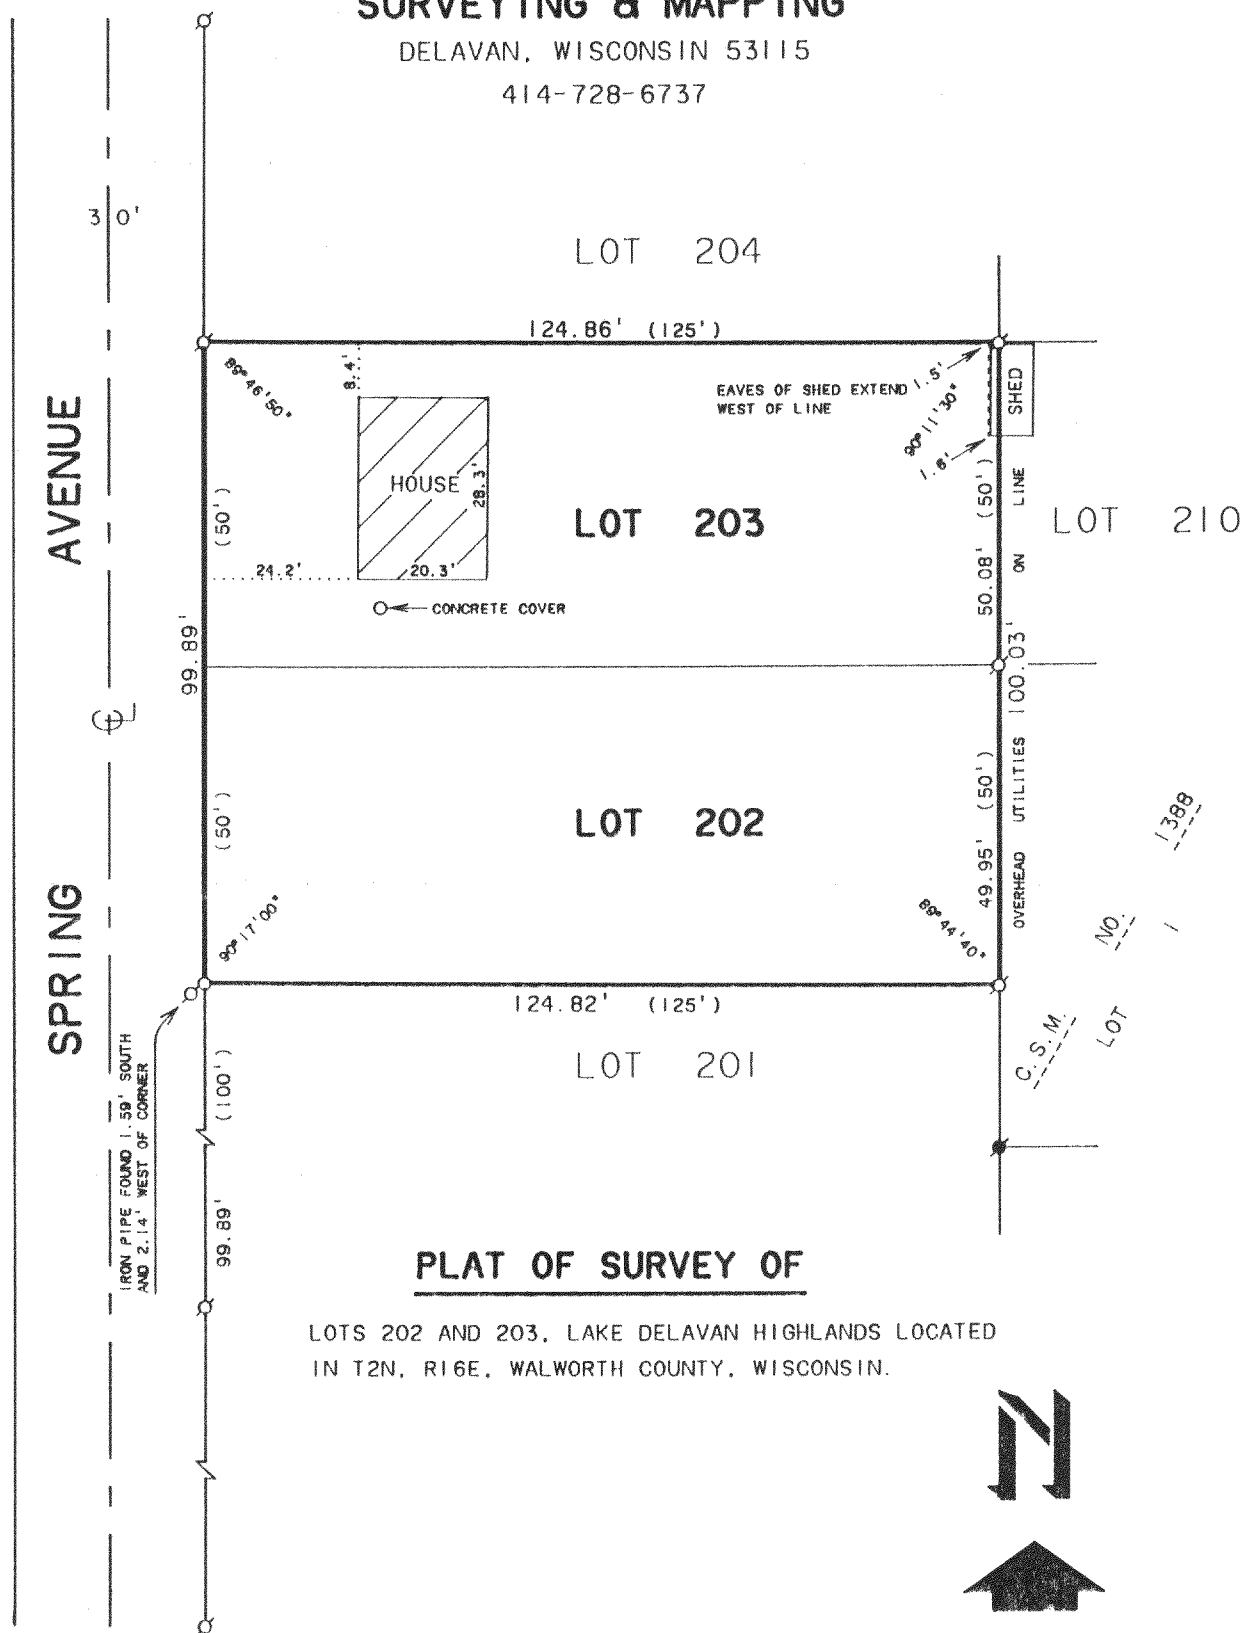 SURVEYING & MAPPING
DELAVAN, WISCONSIN 53115
414-728-6737
30'
LOT 204
124.86' (125')
89°46'50"
8.4'
EAVES OF SHED EXTEND
WEST OF LINE
1.5'
90°11'30"
1.6'
SHED
AVENUE
HOUSE
28.3'
20.3'
24.2'
(50')
LOT 203
(50')
50.08'
ON LINE
LOT 210
CONCRETE COVER
99.89'
100.03'
℄
(50')
LOT 202
(50')
49.95'
OVERHEAD UTILITIES
SPRING
90°17'00"
89°44'40"
C.S.M. NO. 1388
LOT 1
124.82' (125')
LOT 201
IRON PIPE FOUND 1.59' SOUTH
AND 2.14' WEST OF CORNER
(100')
99.89'
PLAT OF SURVEY OF
LOTS 202 AND 203, LAKE DELAVAN HIGHLANDS LOCATED
IN T2N, R16E, WALWORTH COUNTY, WISCONSIN.
N